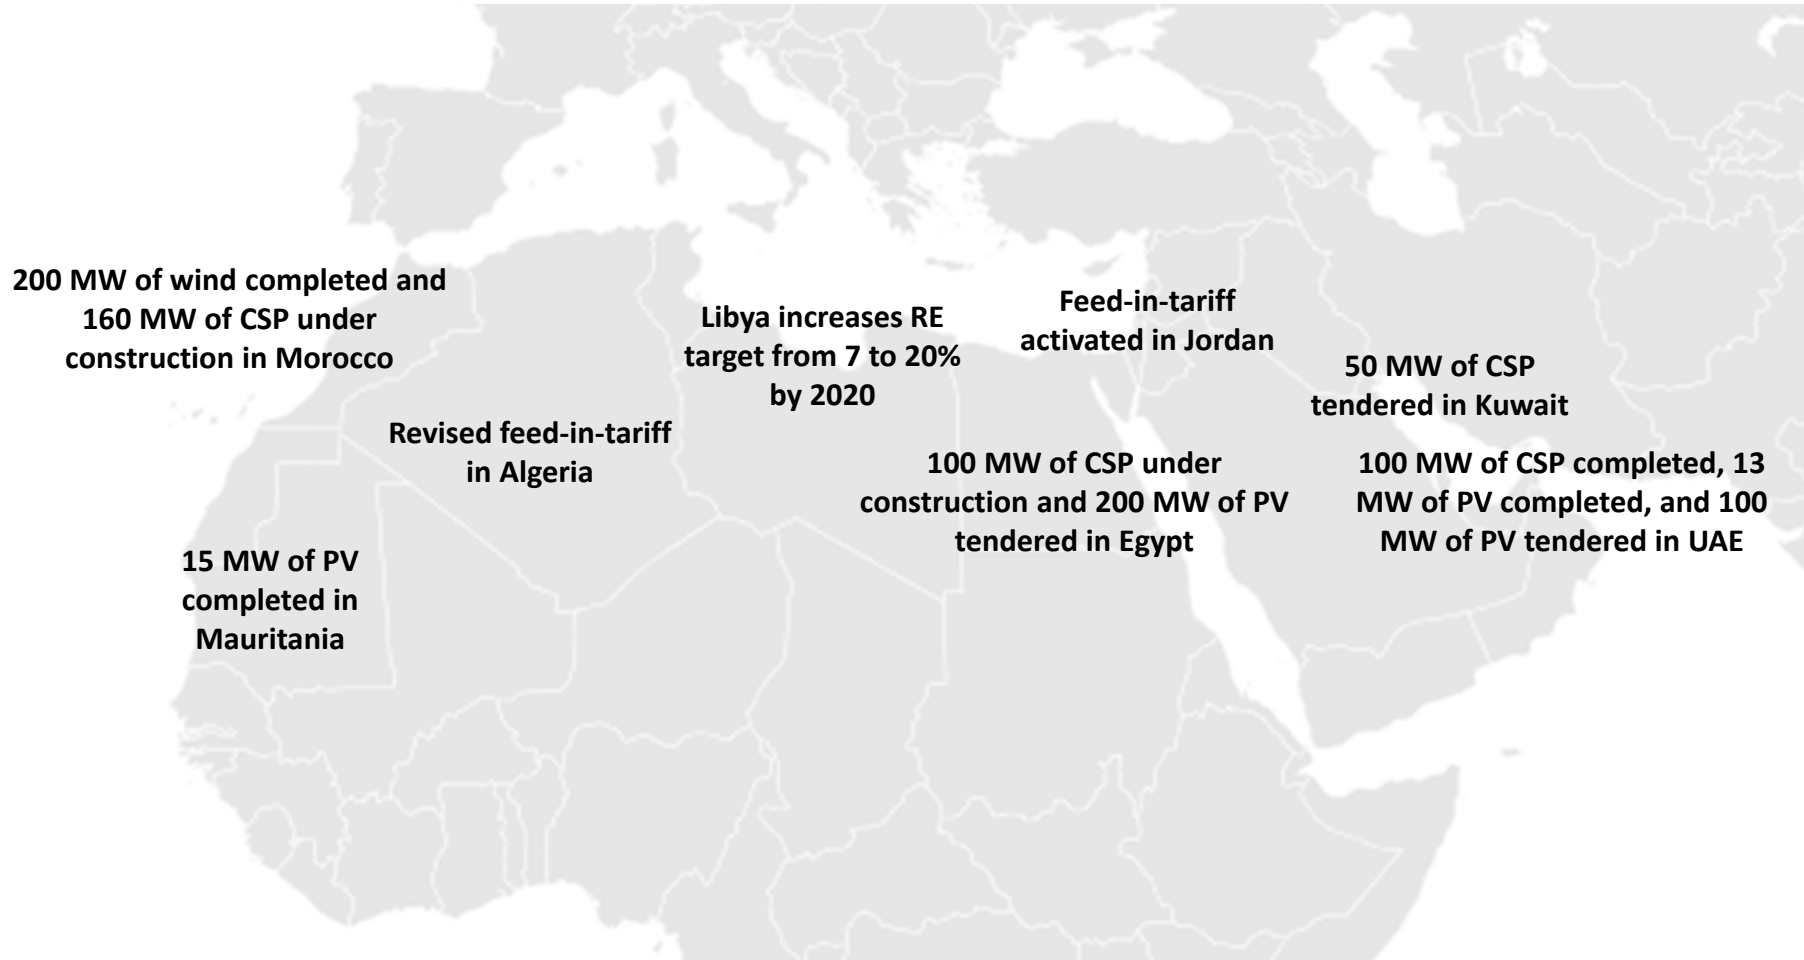 200 MW of wind completed and
160 MW of CSP under
construction in Morocco
Libya increases RE
target from 7 to 20%
by 2020
Feed-in-tariff
activated in Jordan
50 MW of CSP
tendered in Kuwait
Revised feed-in-tariff
in Algeria
100 MW of CSP under
construction and 200 MW of PV
tendered in Egypt
100 MW of CSP completed, 13
MW of PV completed, and 100
MW of PV tendered in UAE
15 MW of PV
completed in
Mauritania